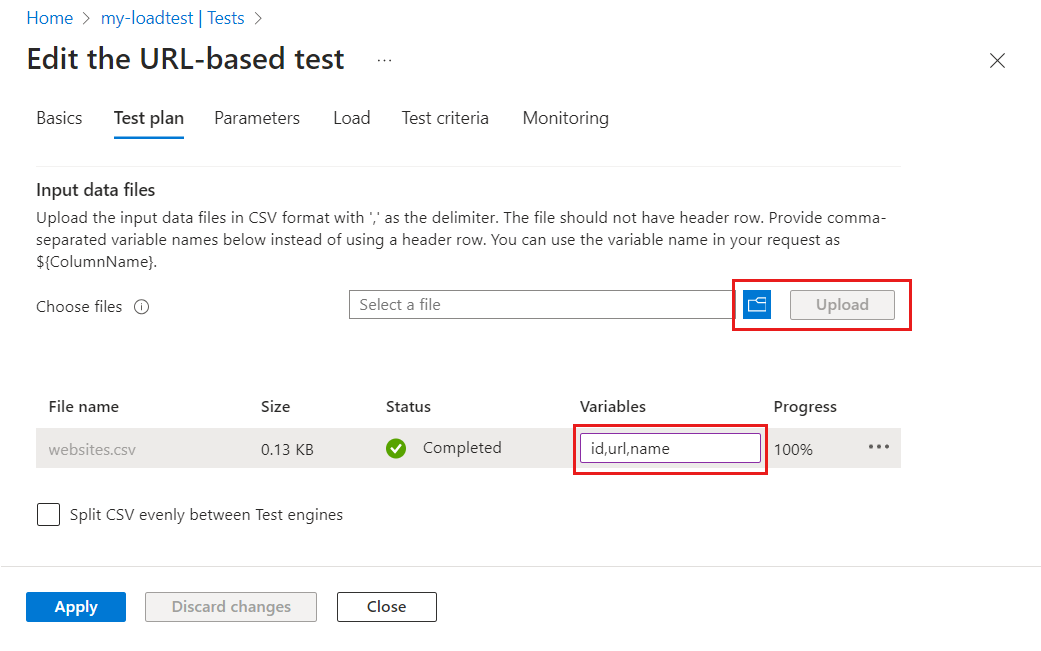 Home > my-loadtest | Tests >
Edit the URL-based test ...
Basics Test plan Parameters Load Test criteria Monitoring
Input data files
Upload the input data files in CSV format with ',' as the delimiter. The file should not have header row. Provide comma-
separated variable names below instead of using a header row. You can use the variable name in your request as
${ColumnName}.
Choose files Select a file Upload
File name Size Status Variables Progress
websites.csv 0.13 KB Completed id,url,name 100%
Split CSV evenly between Test engines
Apply Discard changes Close